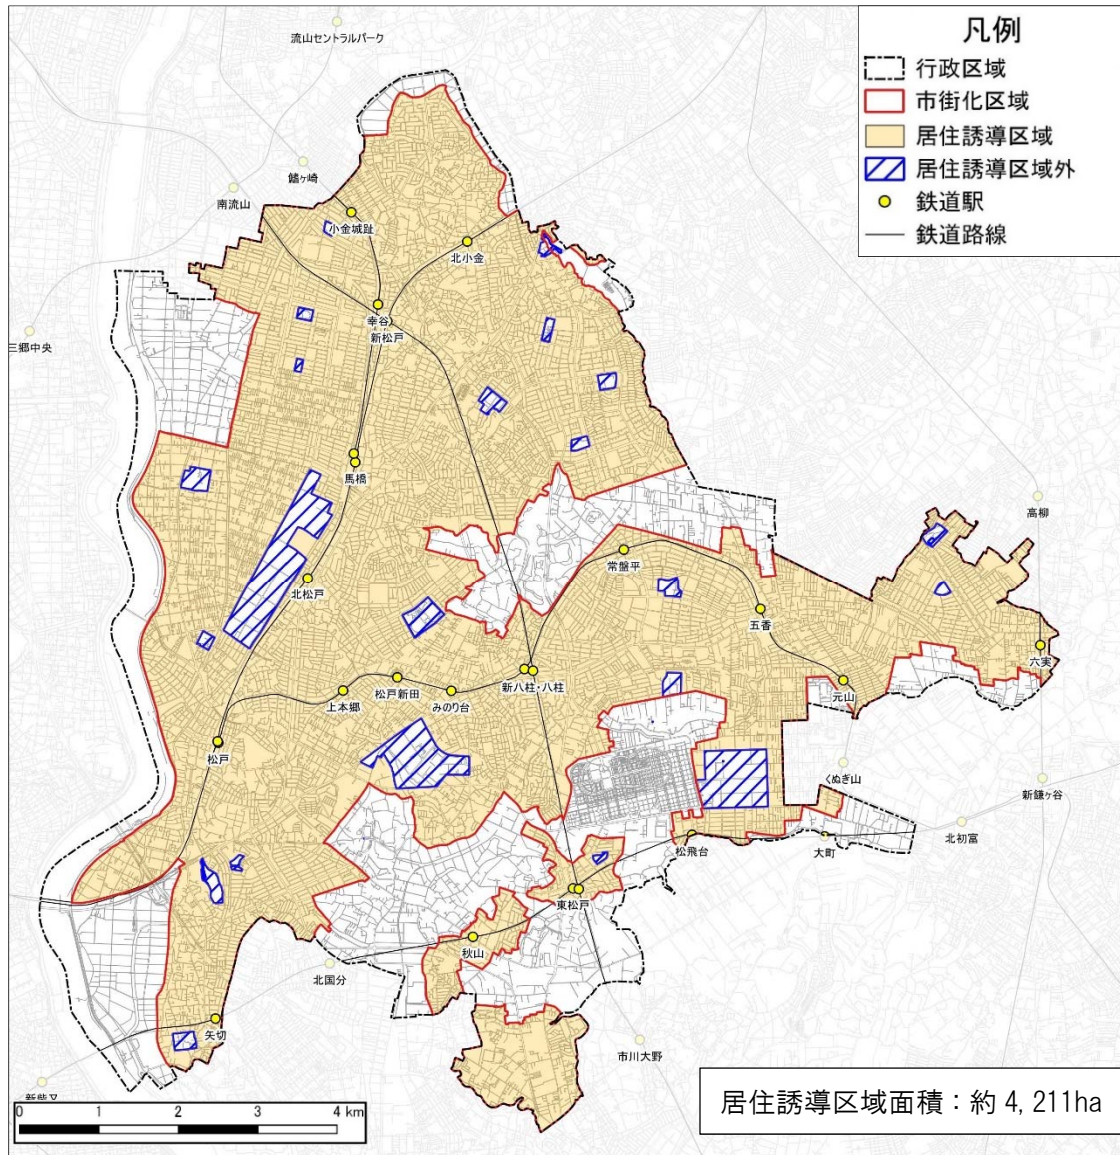 凡例
行政区域
市街化区域
居住誘導区域
居住誘導区域外
鉄道駅
鉄道路線
流山セントラルパーク
鰭ヶ崎
南流山
小金城趾
北小金
幸谷
新松戸
三郷中央
馬橋
高柳
常盤平
北松戸
五香
六実
新八柱・八柱
元山
松戸新田
みのり台
上本郷
松戸
くぬぎ山
新鎌ヶ谷
北初富
大町
松飛台
東松戸
秋山
北国分
矢切
市川大野
新柴又
0 1 2 3 4 km
居住誘導区域面積：約 4,211ha